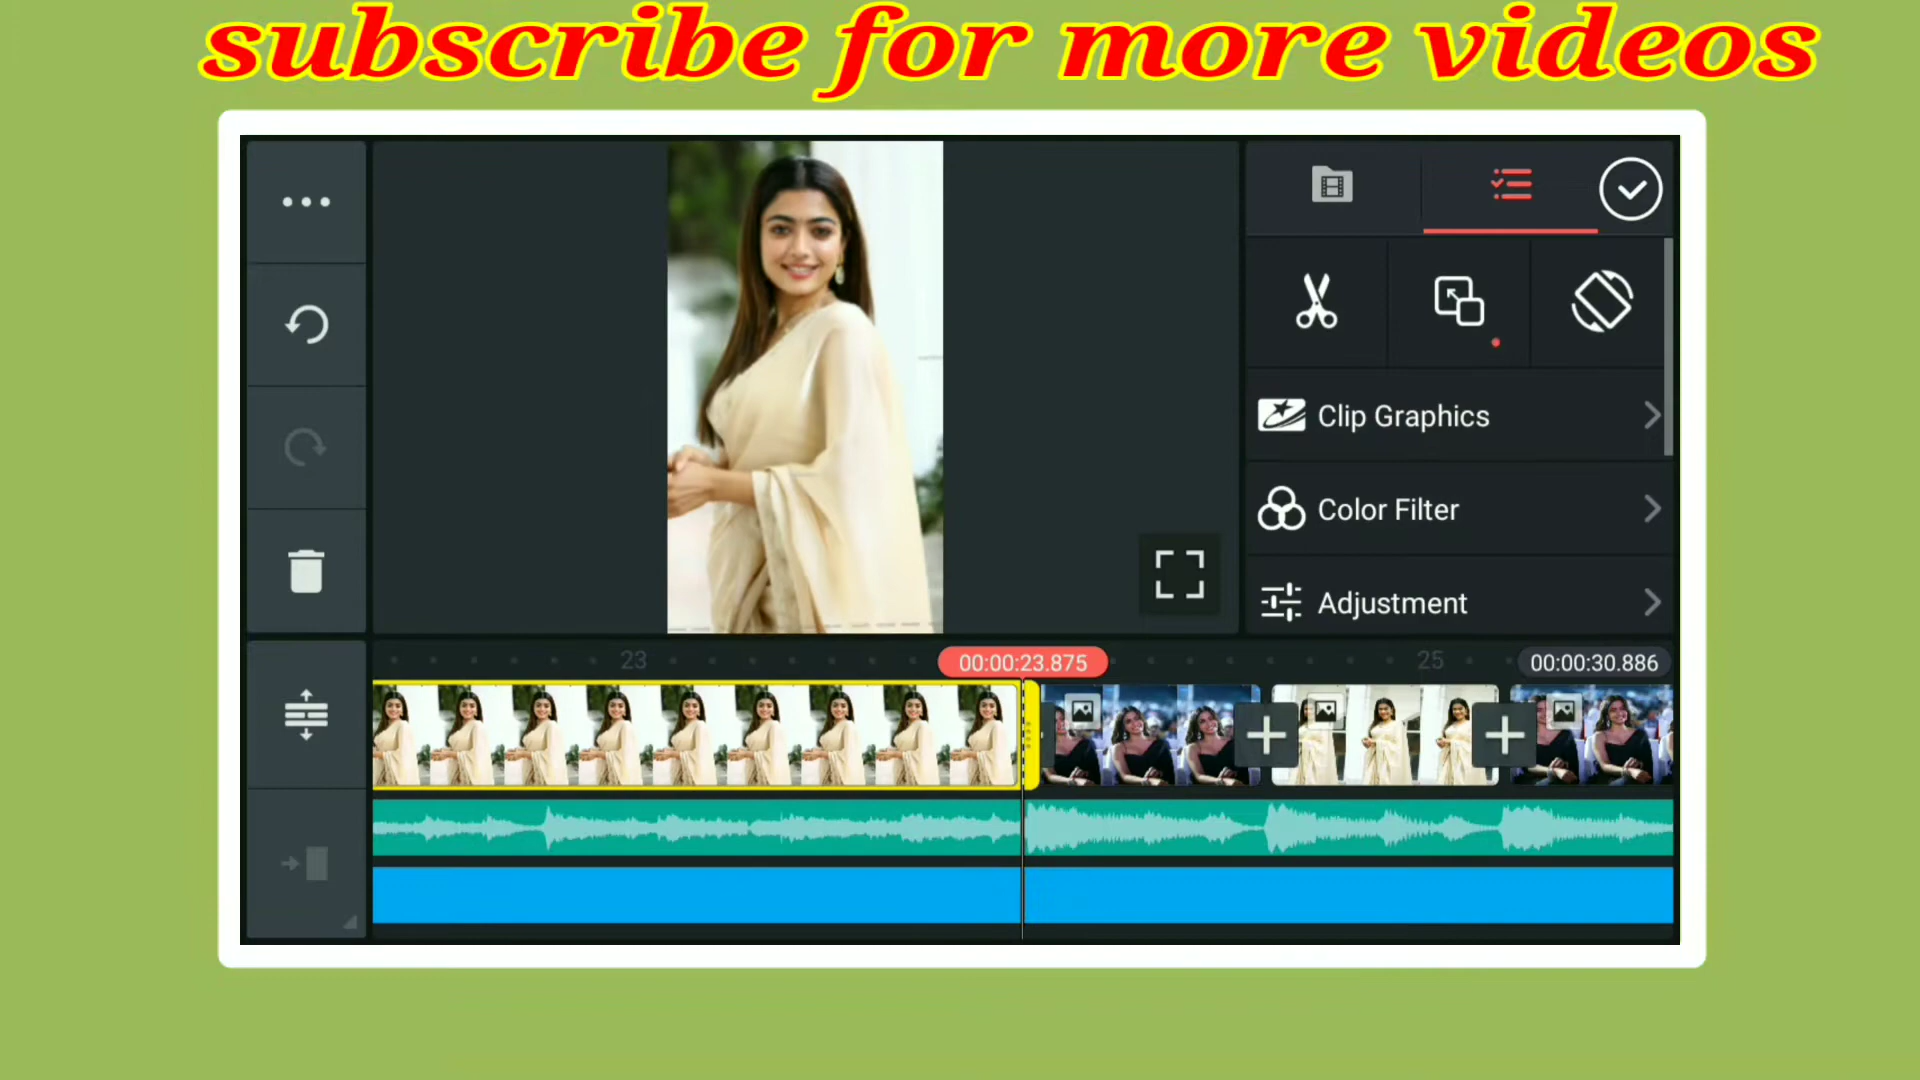 subscribe for more videos
Clip Graphics
Color Filter
Adjustment
23
00:00:23.875
25
00:00:30.886